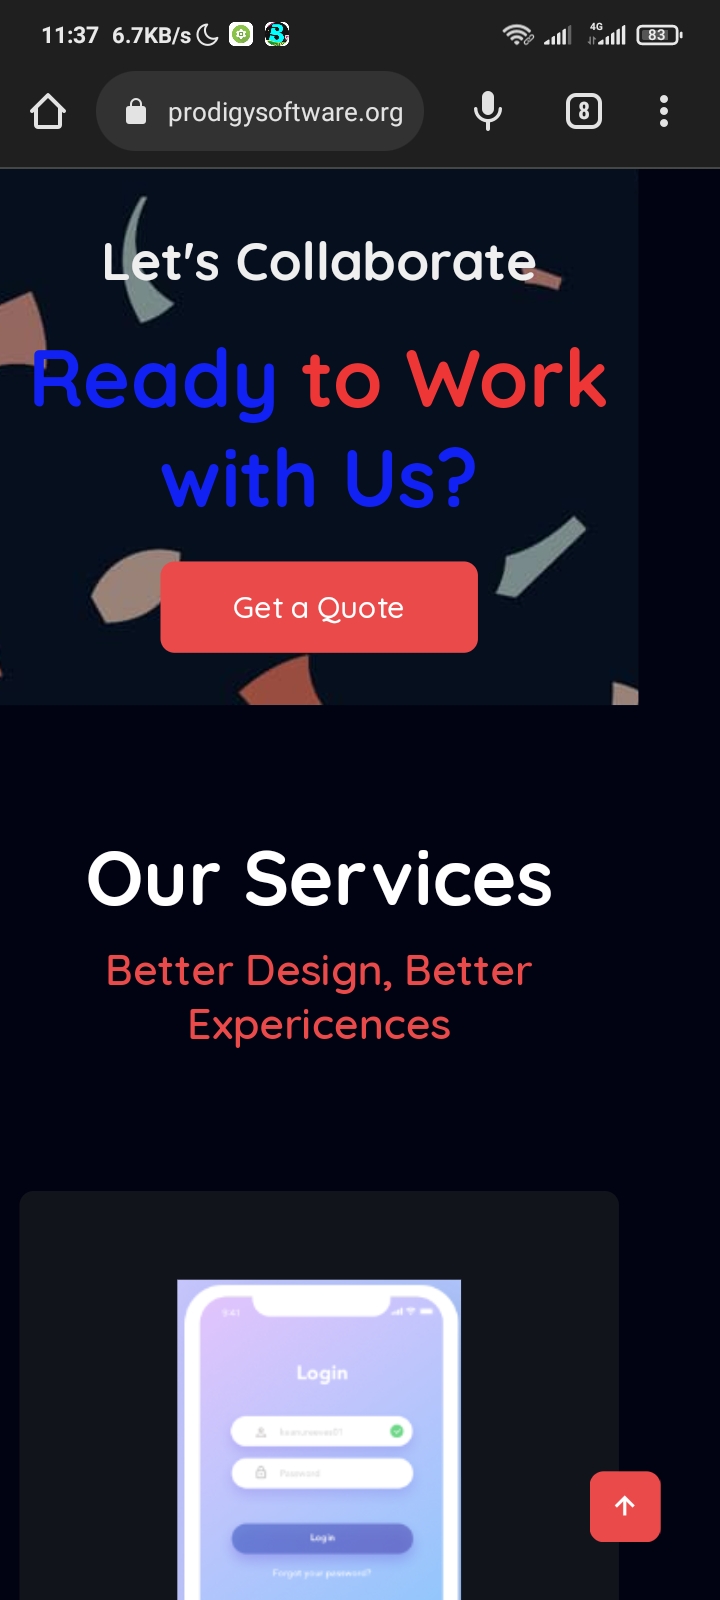 11:37 6.7KB/s
4G
83
prodigysoftware.org
8
Let's Collaborate
Ready to Work
with Us?
Get a Quote
Our Services
Better Design, Better
Expericences
9:41
Login
Password
Login
Forgot your password?